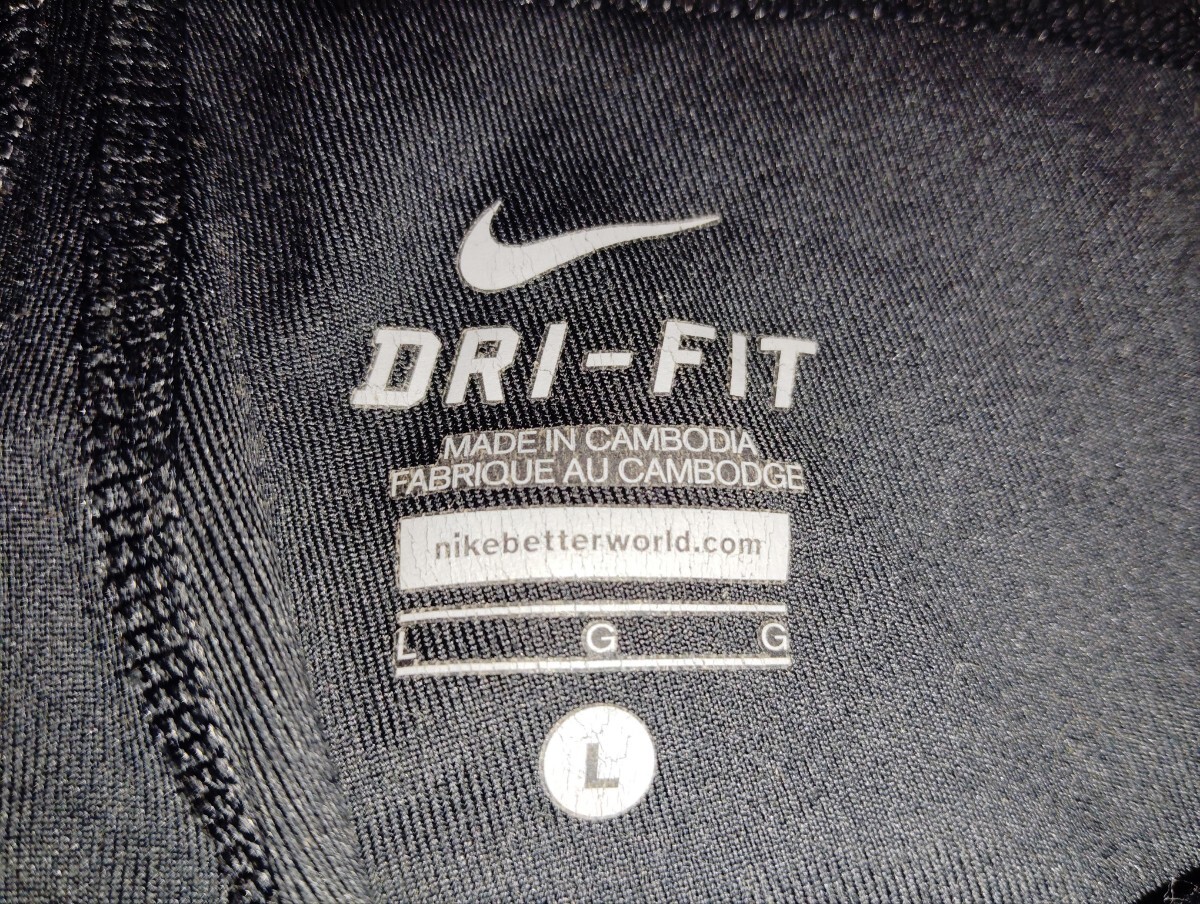 DRI-FIT
MADE IN CAMBODIA
FABRIQUE AU CAMBODGE
nikebetterworld.com
L G G
L